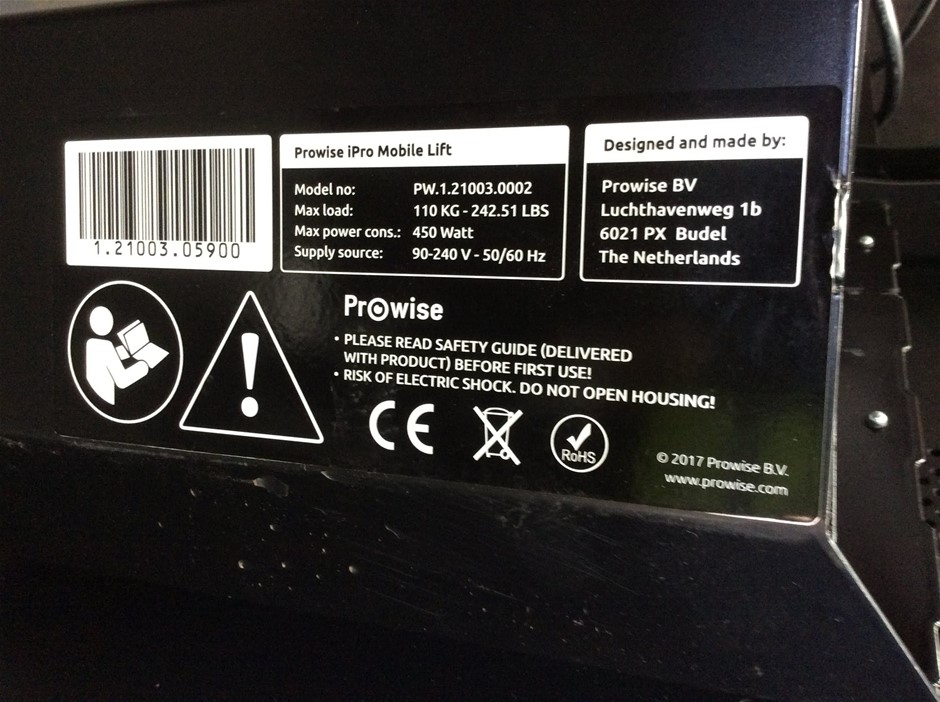 1.21003.05900
Prowise iPro Mobile Lift
Model no: PW.1.21003.0002
Max load: 110 KG - 242.51 LBS
Max power cons.: 450 Watt
Supply source: 90-240 V - 50/60 Hz
Designed and made by:
Prowise BV
Luchthavenweg 1b
6021 PX Budel
The Netherlands
Prowise
• PLEASE READ SAFETY GUIDE (DELIVERED
WITH PRODUCT) BEFORE FIRST USE!
• RISK OF ELECTRIC SHOCK. DO NOT OPEN HOUSING!
CE
RoHS
© 2017 Prowise B.V.
www.prowise.com